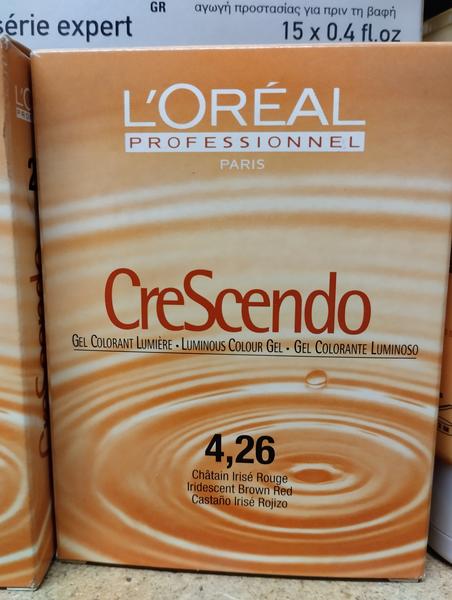 GR
αγωγή προστασίας για πριν τη βαφή
série expert
15 x 0.4 fl.oz
L'ORÉAL
PROFESSIONNEL
PARIS
CreScendo
GEL COLORANT LUMIÈRE • LUMINOUS COLOUR GEL • GEL COLORANTE LUMINOSO
4,26
Châtain Irisé Rouge
Iridescent Brown Red
Castaño Irisé Rojizo
CreScendo